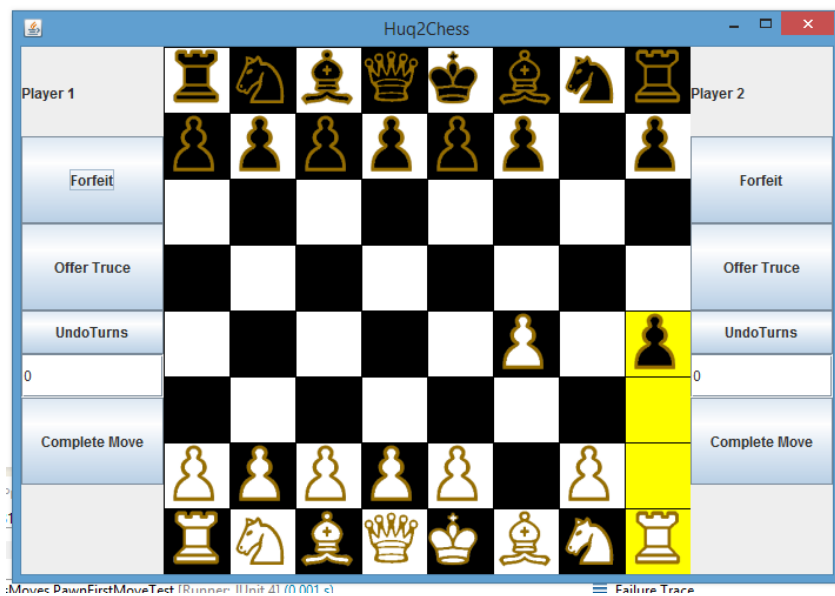 Huq2Chess
Player 1
Player 2
Forfeit
Forfeit
Offer Truce
Offer Truce
UndoTurns
UndoTurns
0
0
Complete Move
Complete Move
Moves.PawnFirstMoveTest [Runner: JUnit 4] (0.001 s)
Failure Trace